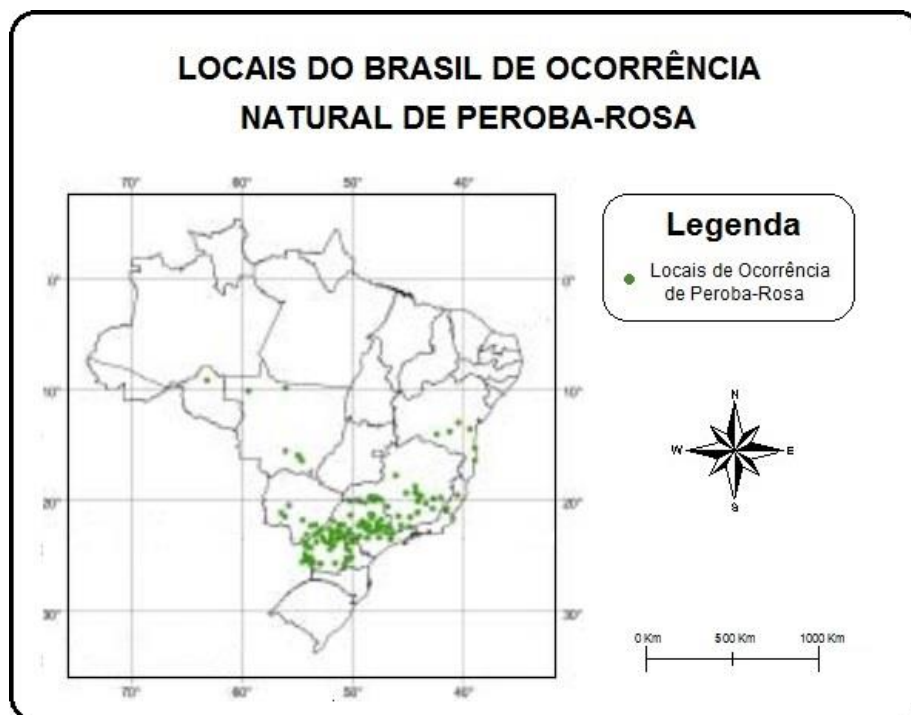 LOCAIS DO BRASIL DE OCORRÊNCIA
NATURAL DE PEROBA-ROSA
70° 60° 50° 40°
Legenda
Locais de Ocorrência
de Peroba-Rosa
0° 0°
10° 10°
N
W E
S
20° 20°
30° 30°
0 Km 500 Km 1000 Km
70° 60° 50° 40°